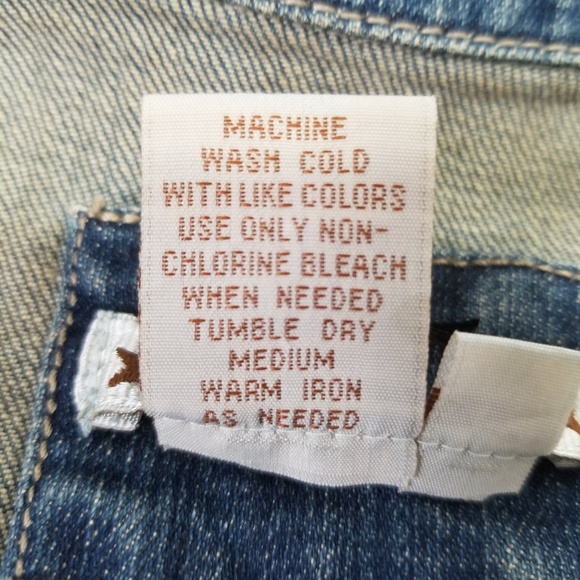 MACHINE
WASH COLD
WITH LIKE COLORS
USE ONLY NON-
CHLORINE BLEACH
WHEN NEEDED
TUMBLE DRY
MEDIUM
WARM IRON
AS NEEDED